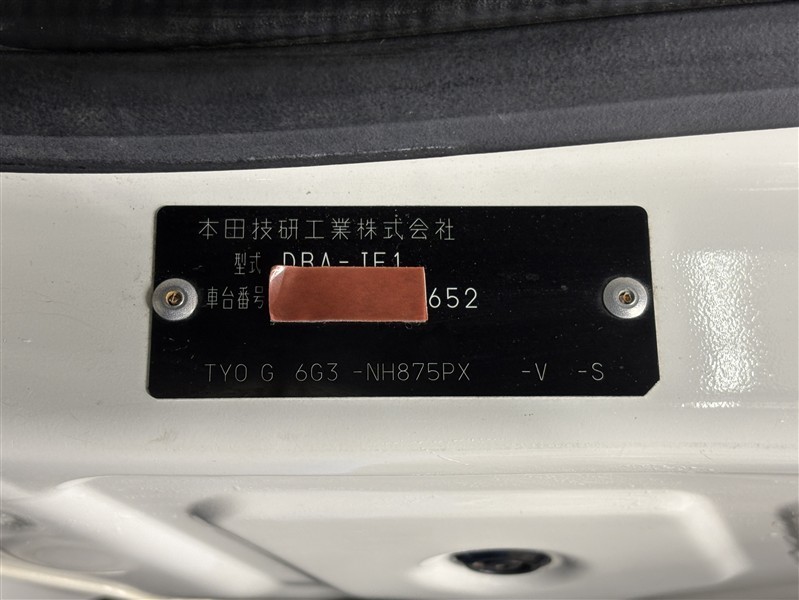 本田技研工業株式会社
型式 DBA-JF1
車台番号 652
TYO G 6G3 -NH875PX -V -S